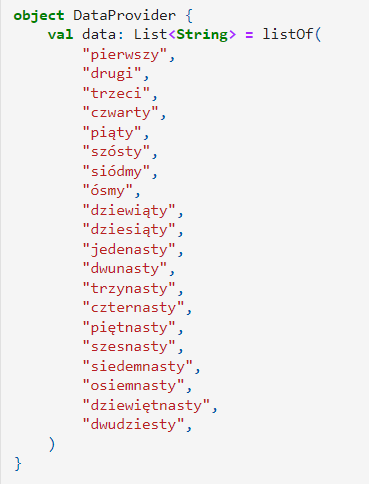 object DataProvider {
    val data: List<String> = listOf(
        "pierwszy",
        "drugi",
        "trzeci",
        "czwarty",
        "piąty",
        "szósty",
        "siódmy",
        "ósmy",
        "dziewiąty",
        "dziesiąty",
        "jedenasty",
        "dwunasty",
        "trzynasty",
        "czternasty",
        "piętnasty",
        "szesnasty",
        "siedemnasty",
        "osiemnasty",
        "dziewiętnasty",
        "dwudziesty",
    )
}